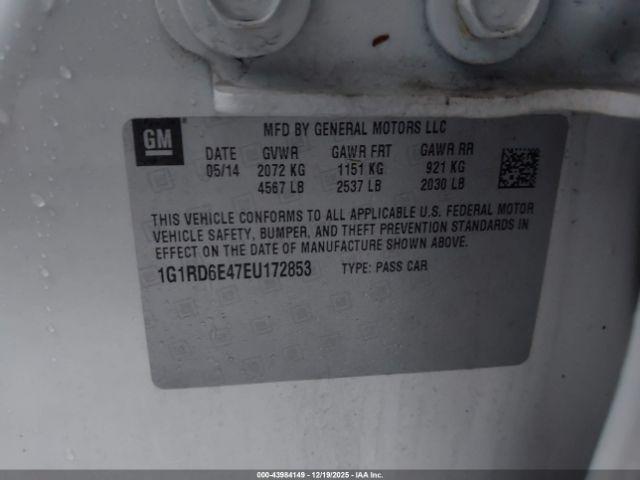 GM
MFD BY GENERAL MOTORS LLC
DATE GVWR GAWR FRT GAWR RR
05/14 2072 KG 1151 KG 921 KG
4567 LB 2537 LB 2030 LB
THIS VEHICLE CONFORMS TO ALL APPLICABLE U.S. FEDERAL MOTOR
VEHICLE SAFETY, BUMPER, AND THEFT PREVENTION STANDARDS IN
EFFECT ON THE DATE OF MANUFACTURE SHOWN ABOVE.
1G1RD6E47EU172853 TYPE: PASS CAR
000-43984149 - 12/19/2025 - IAAI, Inc.